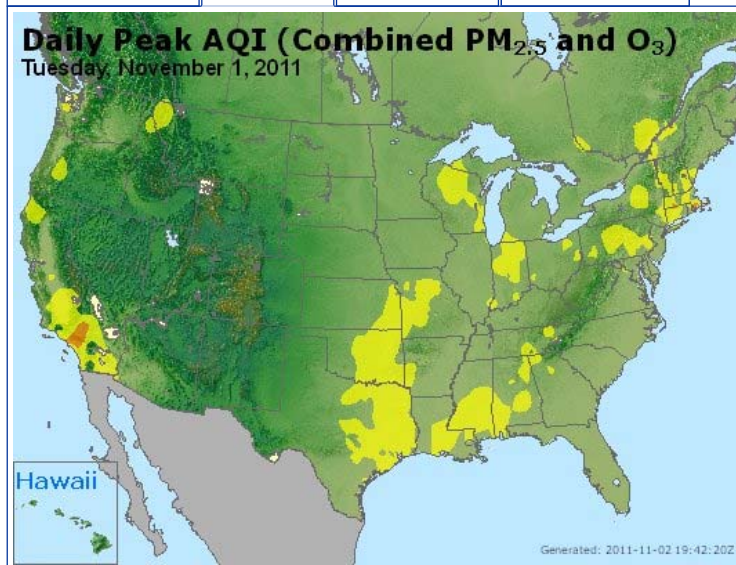 Daily Peak AQI (Combined PM2.5 and O3)
Tuesday, November 1, 2011
Hawaii
Generated: 2011-11-02 19:42:20Z